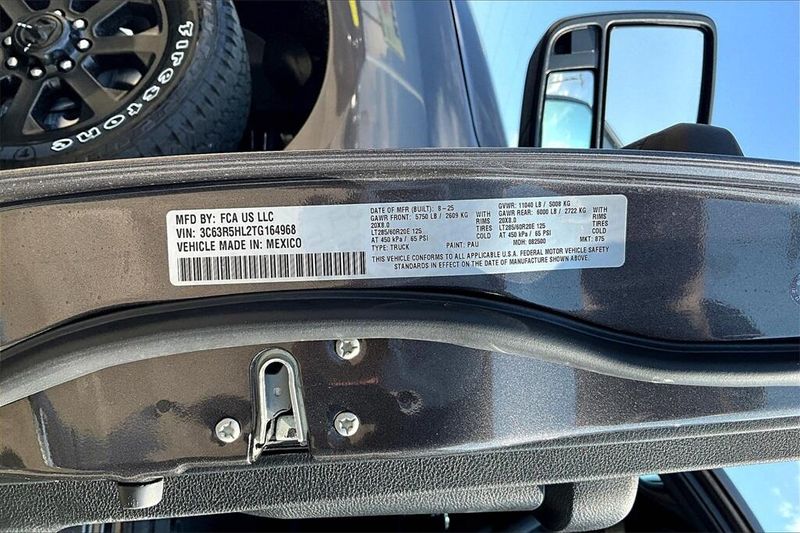 Firestone
MFD BY: FCA US LLC
VIN: 3C63R5HL2TG164968
VEHICLE MADE IN: MEXICO
DATE OF MFR (BUILT): 8-25
GAWR FRONT: 5750 LB / 2609 KG WITH
LT285/60R20E 125 RIMS
AT 450 kPa / 65 PSI 20X8.0
TYPE: TRUCK PAINT: PAU
GVWR: 11040 LB / 5008 KG
GAWR REAR: 6000 LB / 2722 KG WITH
LT285/60R20E 125 RIMS
AT 450 kPa / 65 PSI 20X8.0
MDH: 082500 MKT: 875
THIS VEHICLE CONFORMS TO ALL APPLICABLE U.S.A. FEDERAL MOTOR VEHICLE SAFETY
STANDARDS IN EFFECT ON THE DATE OF MANUFACTURE SHOWN ABOVE.